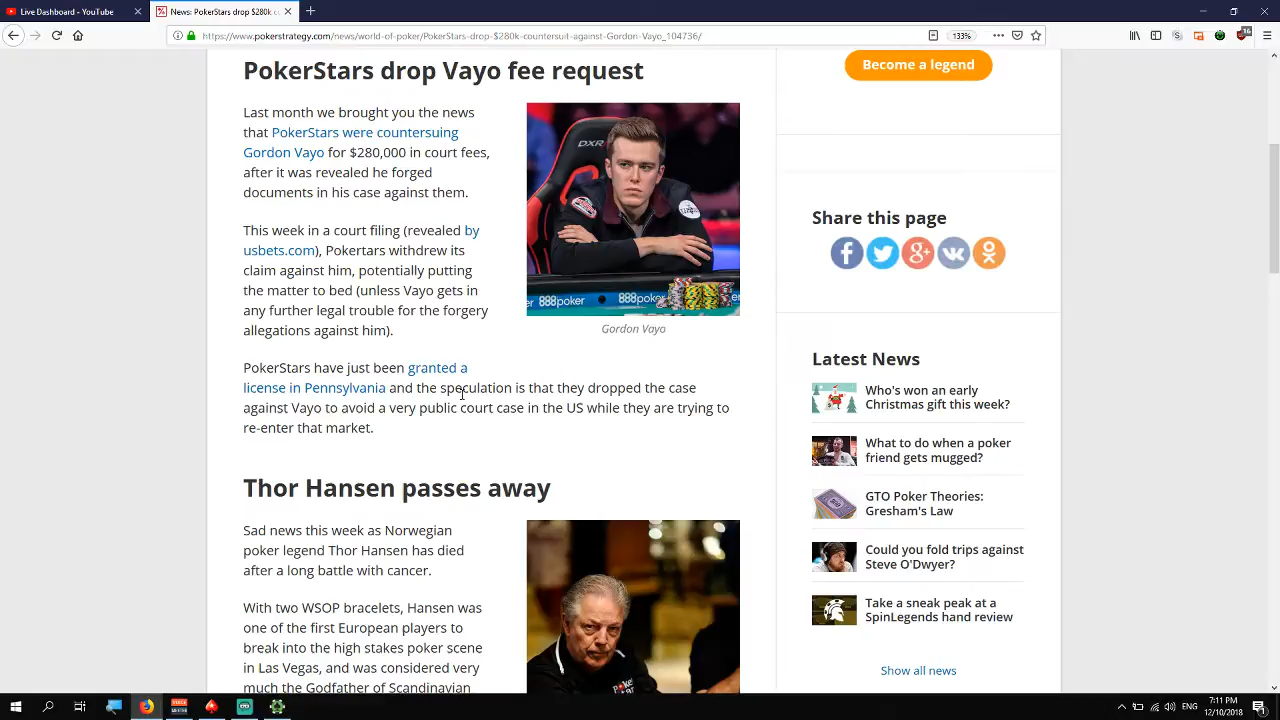 Live Dashboard - YouTube
News: PokerStars drop $280k co
https://www.pokerstrategy.com/news/world-of-poker/PokerStars-drop-$280k-countersuit-against-Gordon-Vayo_104736/
133%
PokerStars drop Vayo fee request
Last month we brought you the news
that PokerStars were countersuing
Gordon Vayo for $280,000 in court fees,
after it was revealed he forged
documents in his case against them.
This week in a court filing (revealed by
usbets.com), Pokertars withdrew its
claim against him, potentially putting
the matter to bed (unless Vayo gets in
any further legal trouble for the forgery
allegations against him).
DXR
888poker
888poker
Gordon Vayo
PokerStars have just been granted a
license in Pennsylvania and the speculation is that they dropped the case
against Vayo to avoid a very public court case in the US while they are trying to
re-enter that market.
Thor Hansen passes away
Sad news this week as Norwegian
poker legend Thor Hansen has died
after a long battle with cancer.
With two WSOP bracelets, Hansen was
one of the first European players to
break into the high stakes poker scene
in Las Vegas, and was considered very
much the Godfather of Scandinavian
Become a legend
Share this page
Latest News
Who's won an early
Christmas gift this week?
What to do when a poker
friend gets mugged?
GTO Poker Theories:
Gresham's Law
Could you fold trips against
Steve O'Dwyer?
Take a sneak peak at a
SpinLegends hand review
Show all news
ENG
7:11 PM
12/10/2018